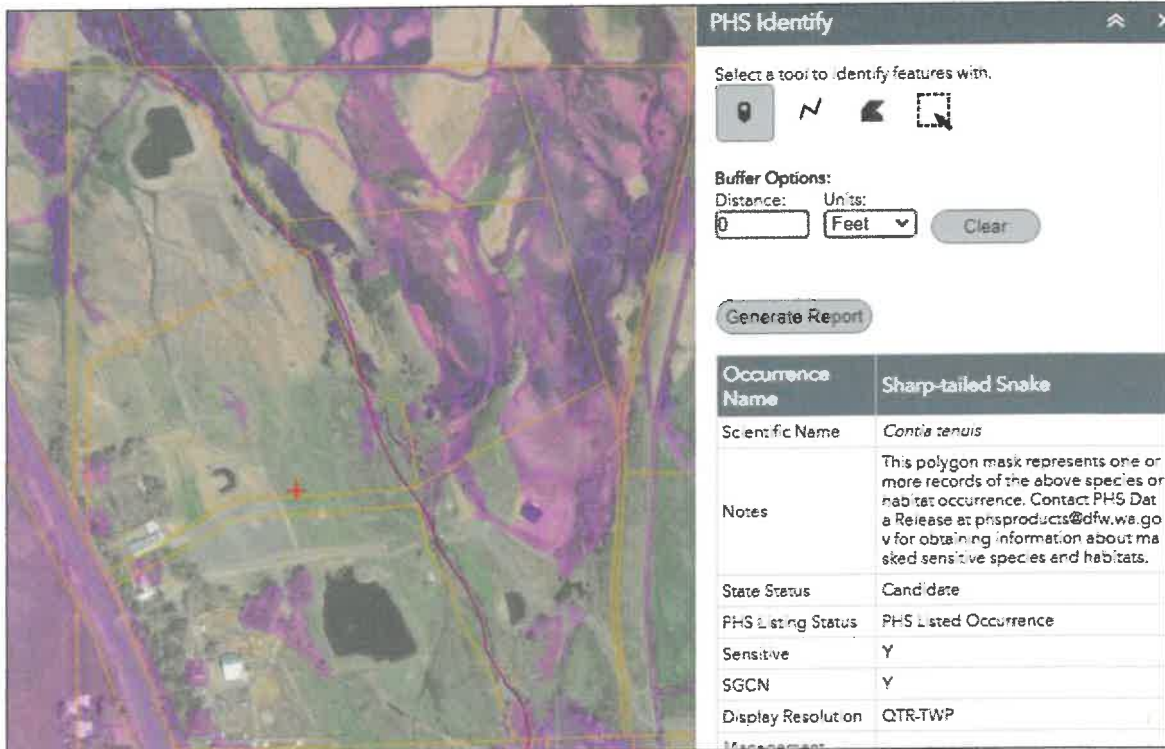 PHS Identify
Select a tool to identify features with.
Buffer Options:
Distance: Units:
0 Feet Clear
Generate Report
Occurrence Name Sharp-tailed Snake
Scientific Name Contia tenuis
Notes
This polygon mask represents one or
more records of the above species or
habitat occurrence. Contact PHS Dat
a Release at phsproducts@dfw.wa.go
v for obtaining information about ma
sked sensitive species and habitats.
State Status Candidate
PHS Listing Status PHS Listed Occurrence
Sensitive Y
SGCN Y
Display Resolution QTR-TWP
Management